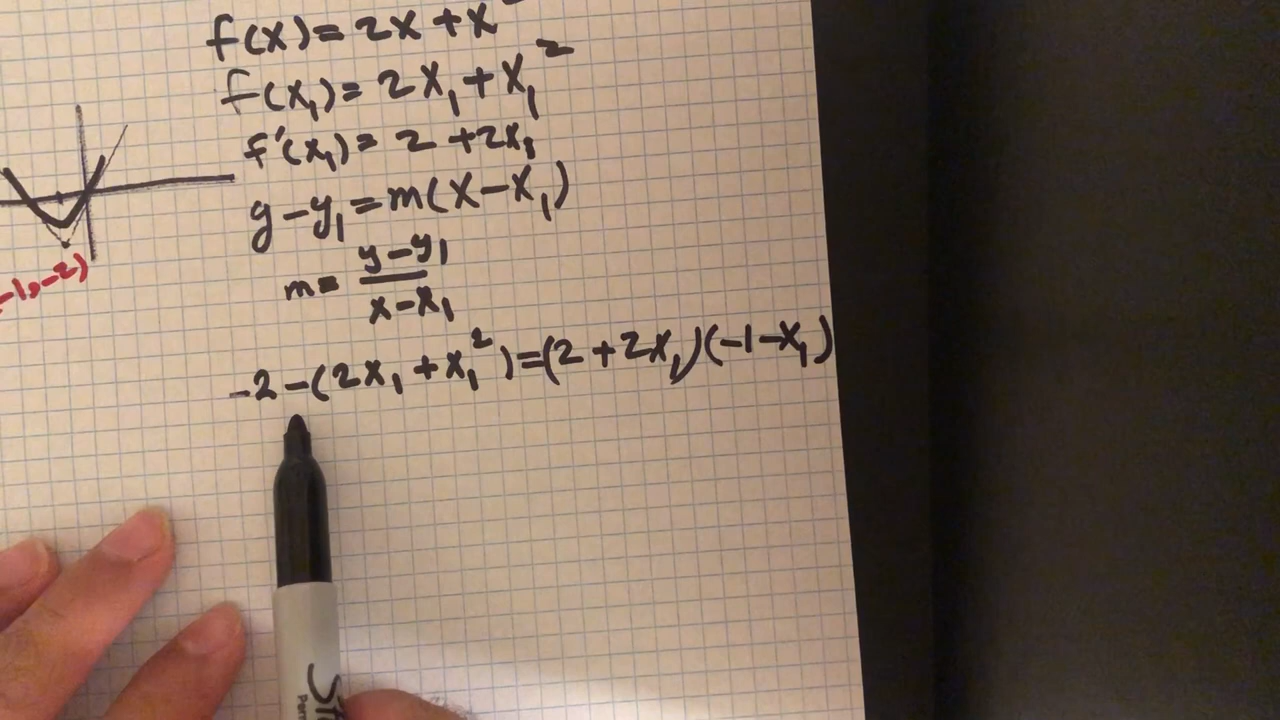 f(x) = 2x + x²
f(x₁) = 2x₁ + x₁²
f'(x₁) = 2 + 2x₁
y - y₁ = m(x - x₁)
m = (y - y₁)/(x - x₁)
-1, -2)
-2 - (2x₁ + x₁²) = (2 + 2x₁)(-1 - x₁)